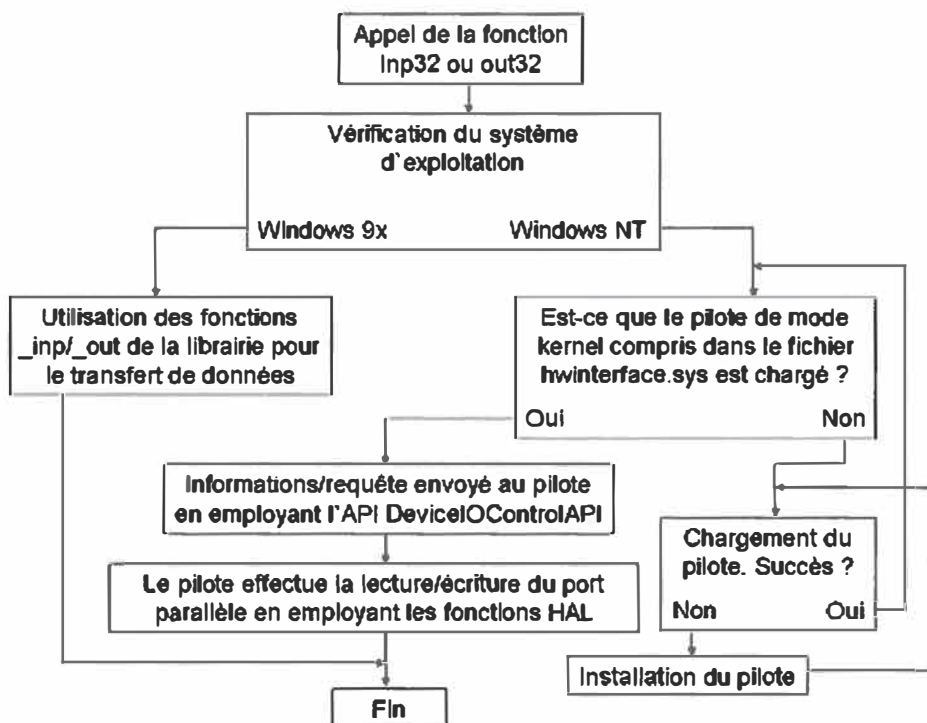 Appel de la fonction
Inp32 ou out32
Vérification du système
d`exploitation
Windows 9x Windows NT
Utilisation des fonctions
_inp/_out de la librairie pour
le transfert de données
Est-ce que le pilote de mode
kernel compris dans le fichier
hwinterface.sys est chargé ?
Oui Non
Informations/requête envoyé au pilote
en employant l`API DeviceIOControlAPI
Le pilote effectue la lecture/écriture du port
parallèle en employant les fonctions HAL
Chargement du
pilote. Succès ?
Non Oui
Installation du pilote
Fin